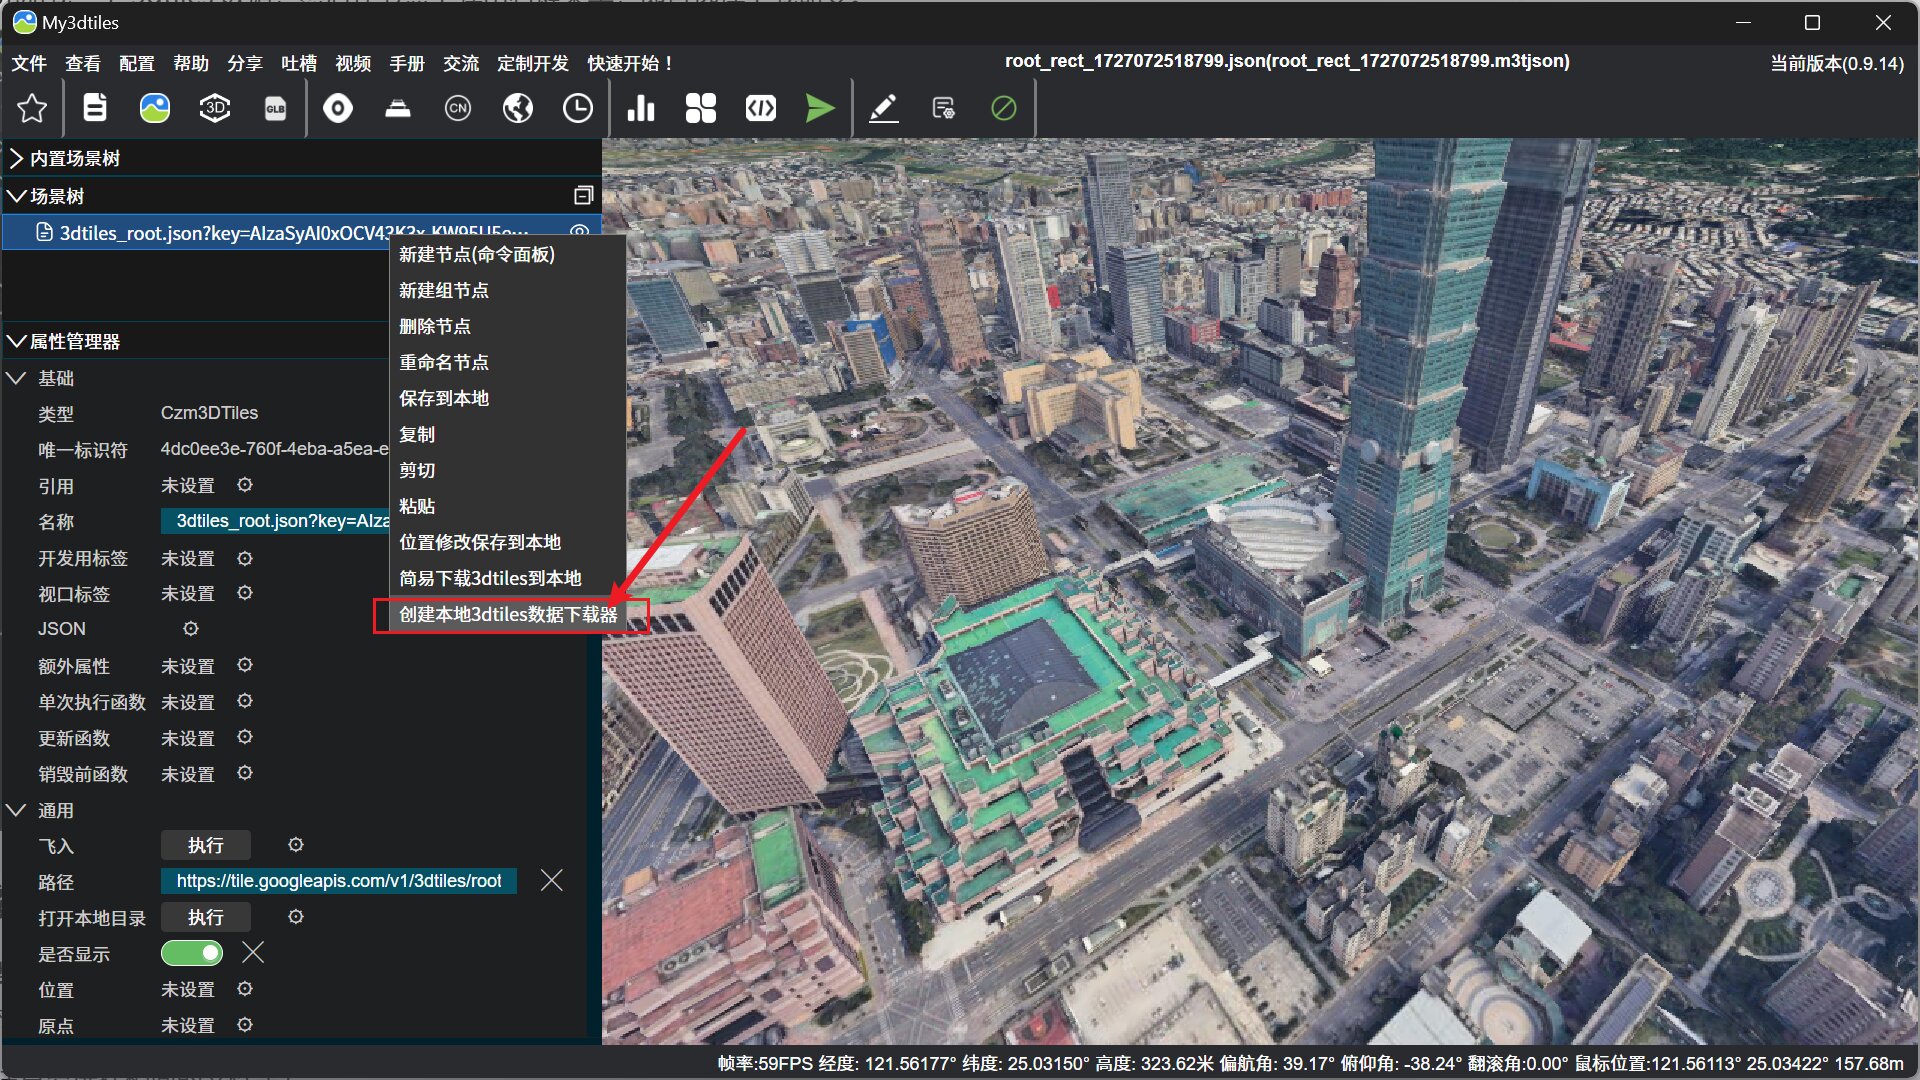 My3dtiles
文件 查看 配置 帮助 分享 吐槽 视频 手册 交流 定制开发 快速开始！
root_rect_1727072518799.json(root_rect_1727072518799.m3tjson)
当前版本(0.9.14)
3D GLB CN
内置场景树
场景树
新建节点(命令面板)
新建组节点
删除节点
重命名节点
保存到本地
复制
剪切
粘贴
位置修改保存到本地
简易下载3dtiles到本地
创建本地3dtiles数据下载器
属性管理器
基础
类型 Czm3DTiles
唯一标识符 4dc0ee3e-760f-4eba-a5ea-e
引用 未设置
名称 3dtiles_root.json?key=AIza
开发用标签 未设置
视口标签 未设置
JSON
额外属性 未设置
单次执行函数 未设置
更新函数 未设置
销毁前函数 未设置
通用
飞入 执行
路径 https://tile.googleapis.com/v1/3dtiles/root
打开本地目录 执行
是否显示
位置 未设置
原点 未设置
帧率:59FPS 经度: 121.56177° 纬度: 25.03150° 高度: 323.62米 偏航角: 39.17° 俯仰角: -38.24° 翻滚角:0.00° 鼠标位置:121.56113° 25.03422° 157.68m